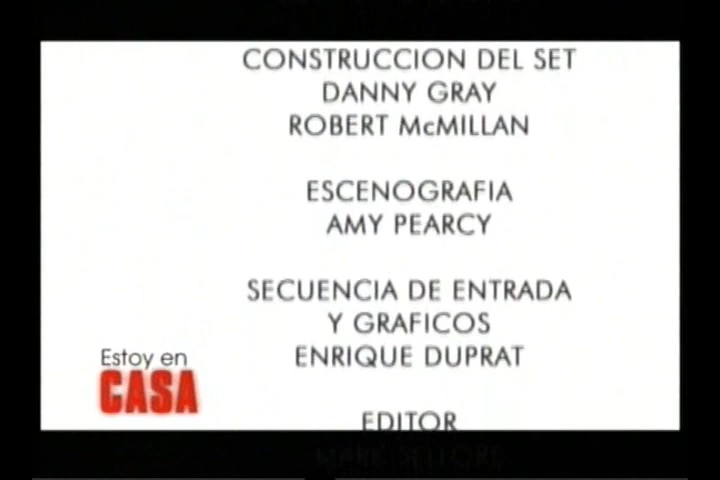 CONSTRUCCION DEL SET
DANNY GRAY
ROBERT McMILLAN
ESCENOGRAFIA
AMY PEARCY
SECUENCIA DE ENTRADA
Y GRAFICOS
ENRIQUE DUPRAT
Estoy en
CASA
EDITOR
MARK